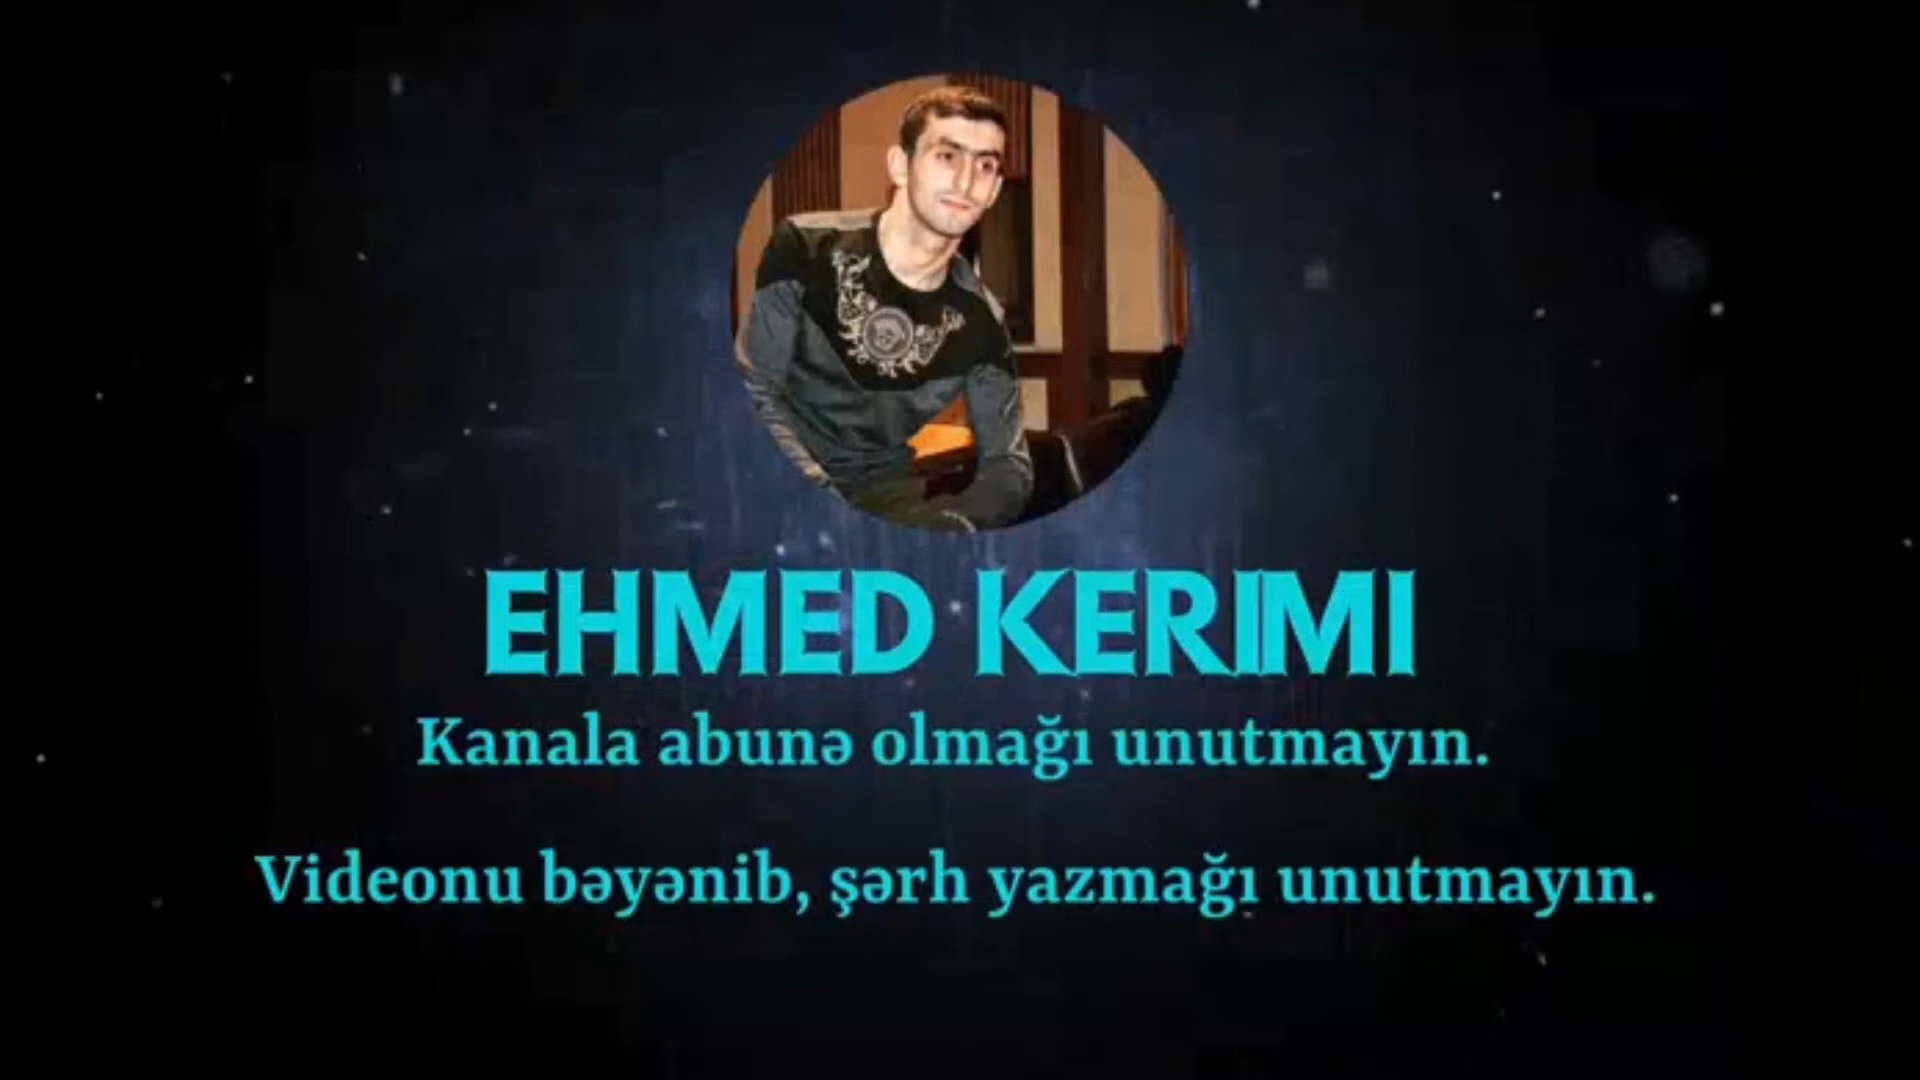 EHMED KERIMI
Kanala abunə olmağı unutmayın.
Videonu bəyənib, şərh yazmağı unutmayın.